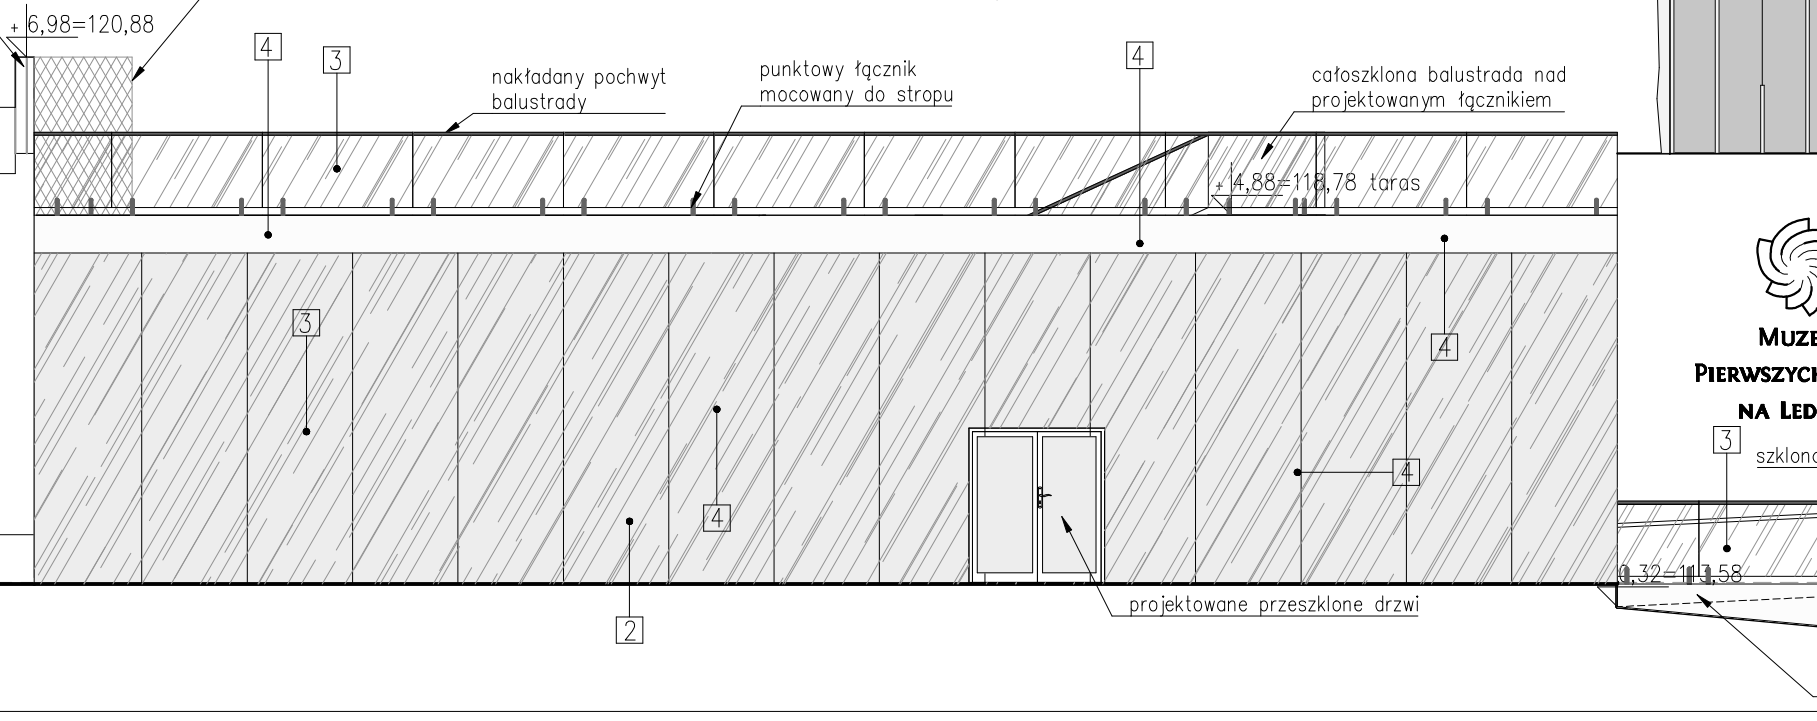 + 6,98=120,88
4
3
nakładany pochwyt
balustrady
punktowy łącznik
mocowany do stropu
4
całoszklona balustrada nad
projektowanym łącznikiem
+ 4,88=118,78 taras
3
4
4
4
2
projektowane przeszklone drzwi
MUZE
PIERWSZYCH
NA LED
3
szklono
0,32=113,58